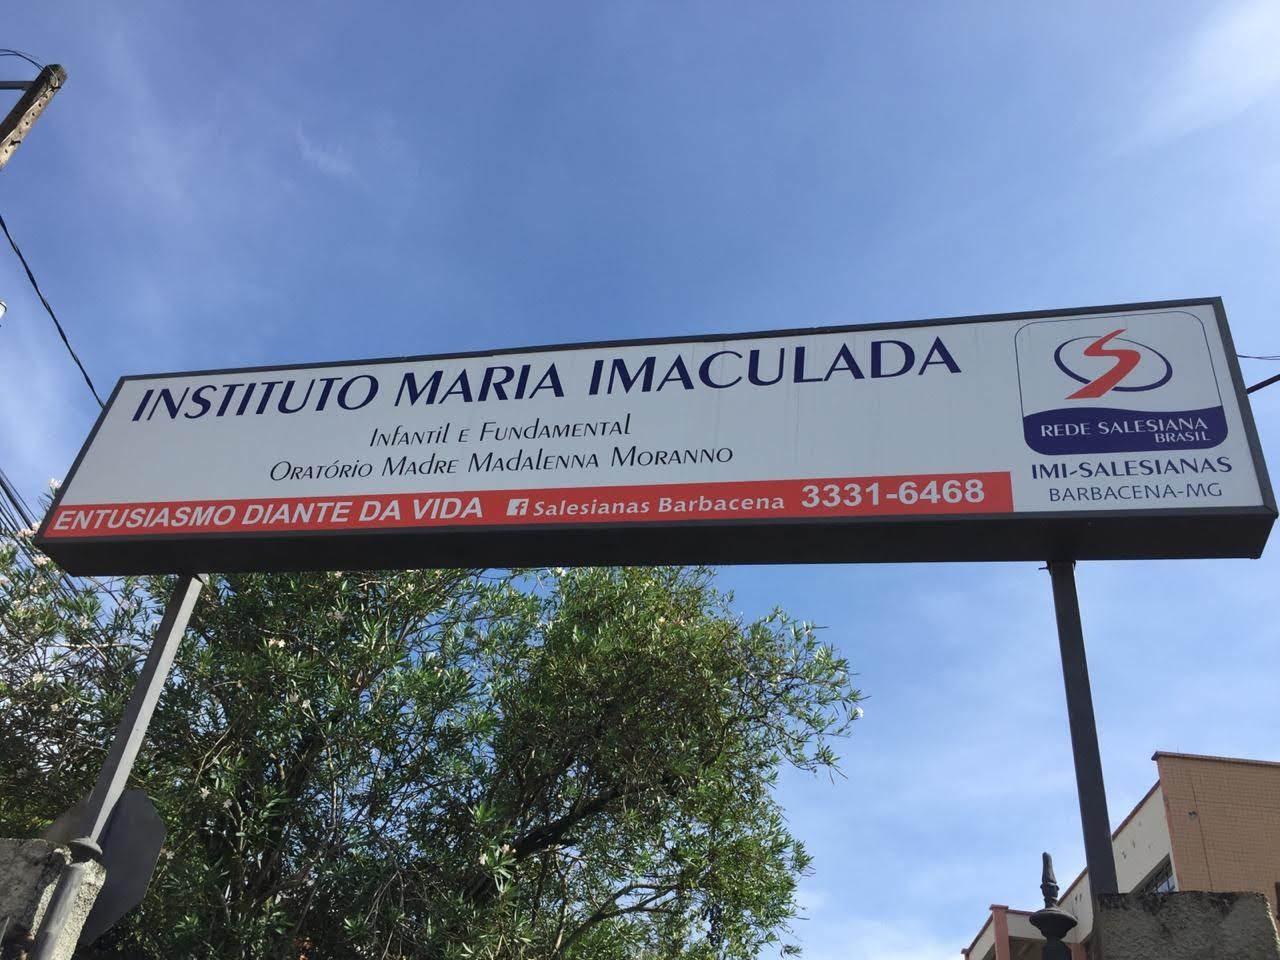 INSTITUTO MARIA IMACULADA
INFANTIL E FUNDAMENTAL
ORATÓRIO MADRE MADALENNA MORANNO
ENTUSIASMO DIANTE DA VIDA f Salesianas Barbacena 3331-6468
REDE SALESIANA
BRASIL
IMI-SALESIANAS
BARBACENA-MG